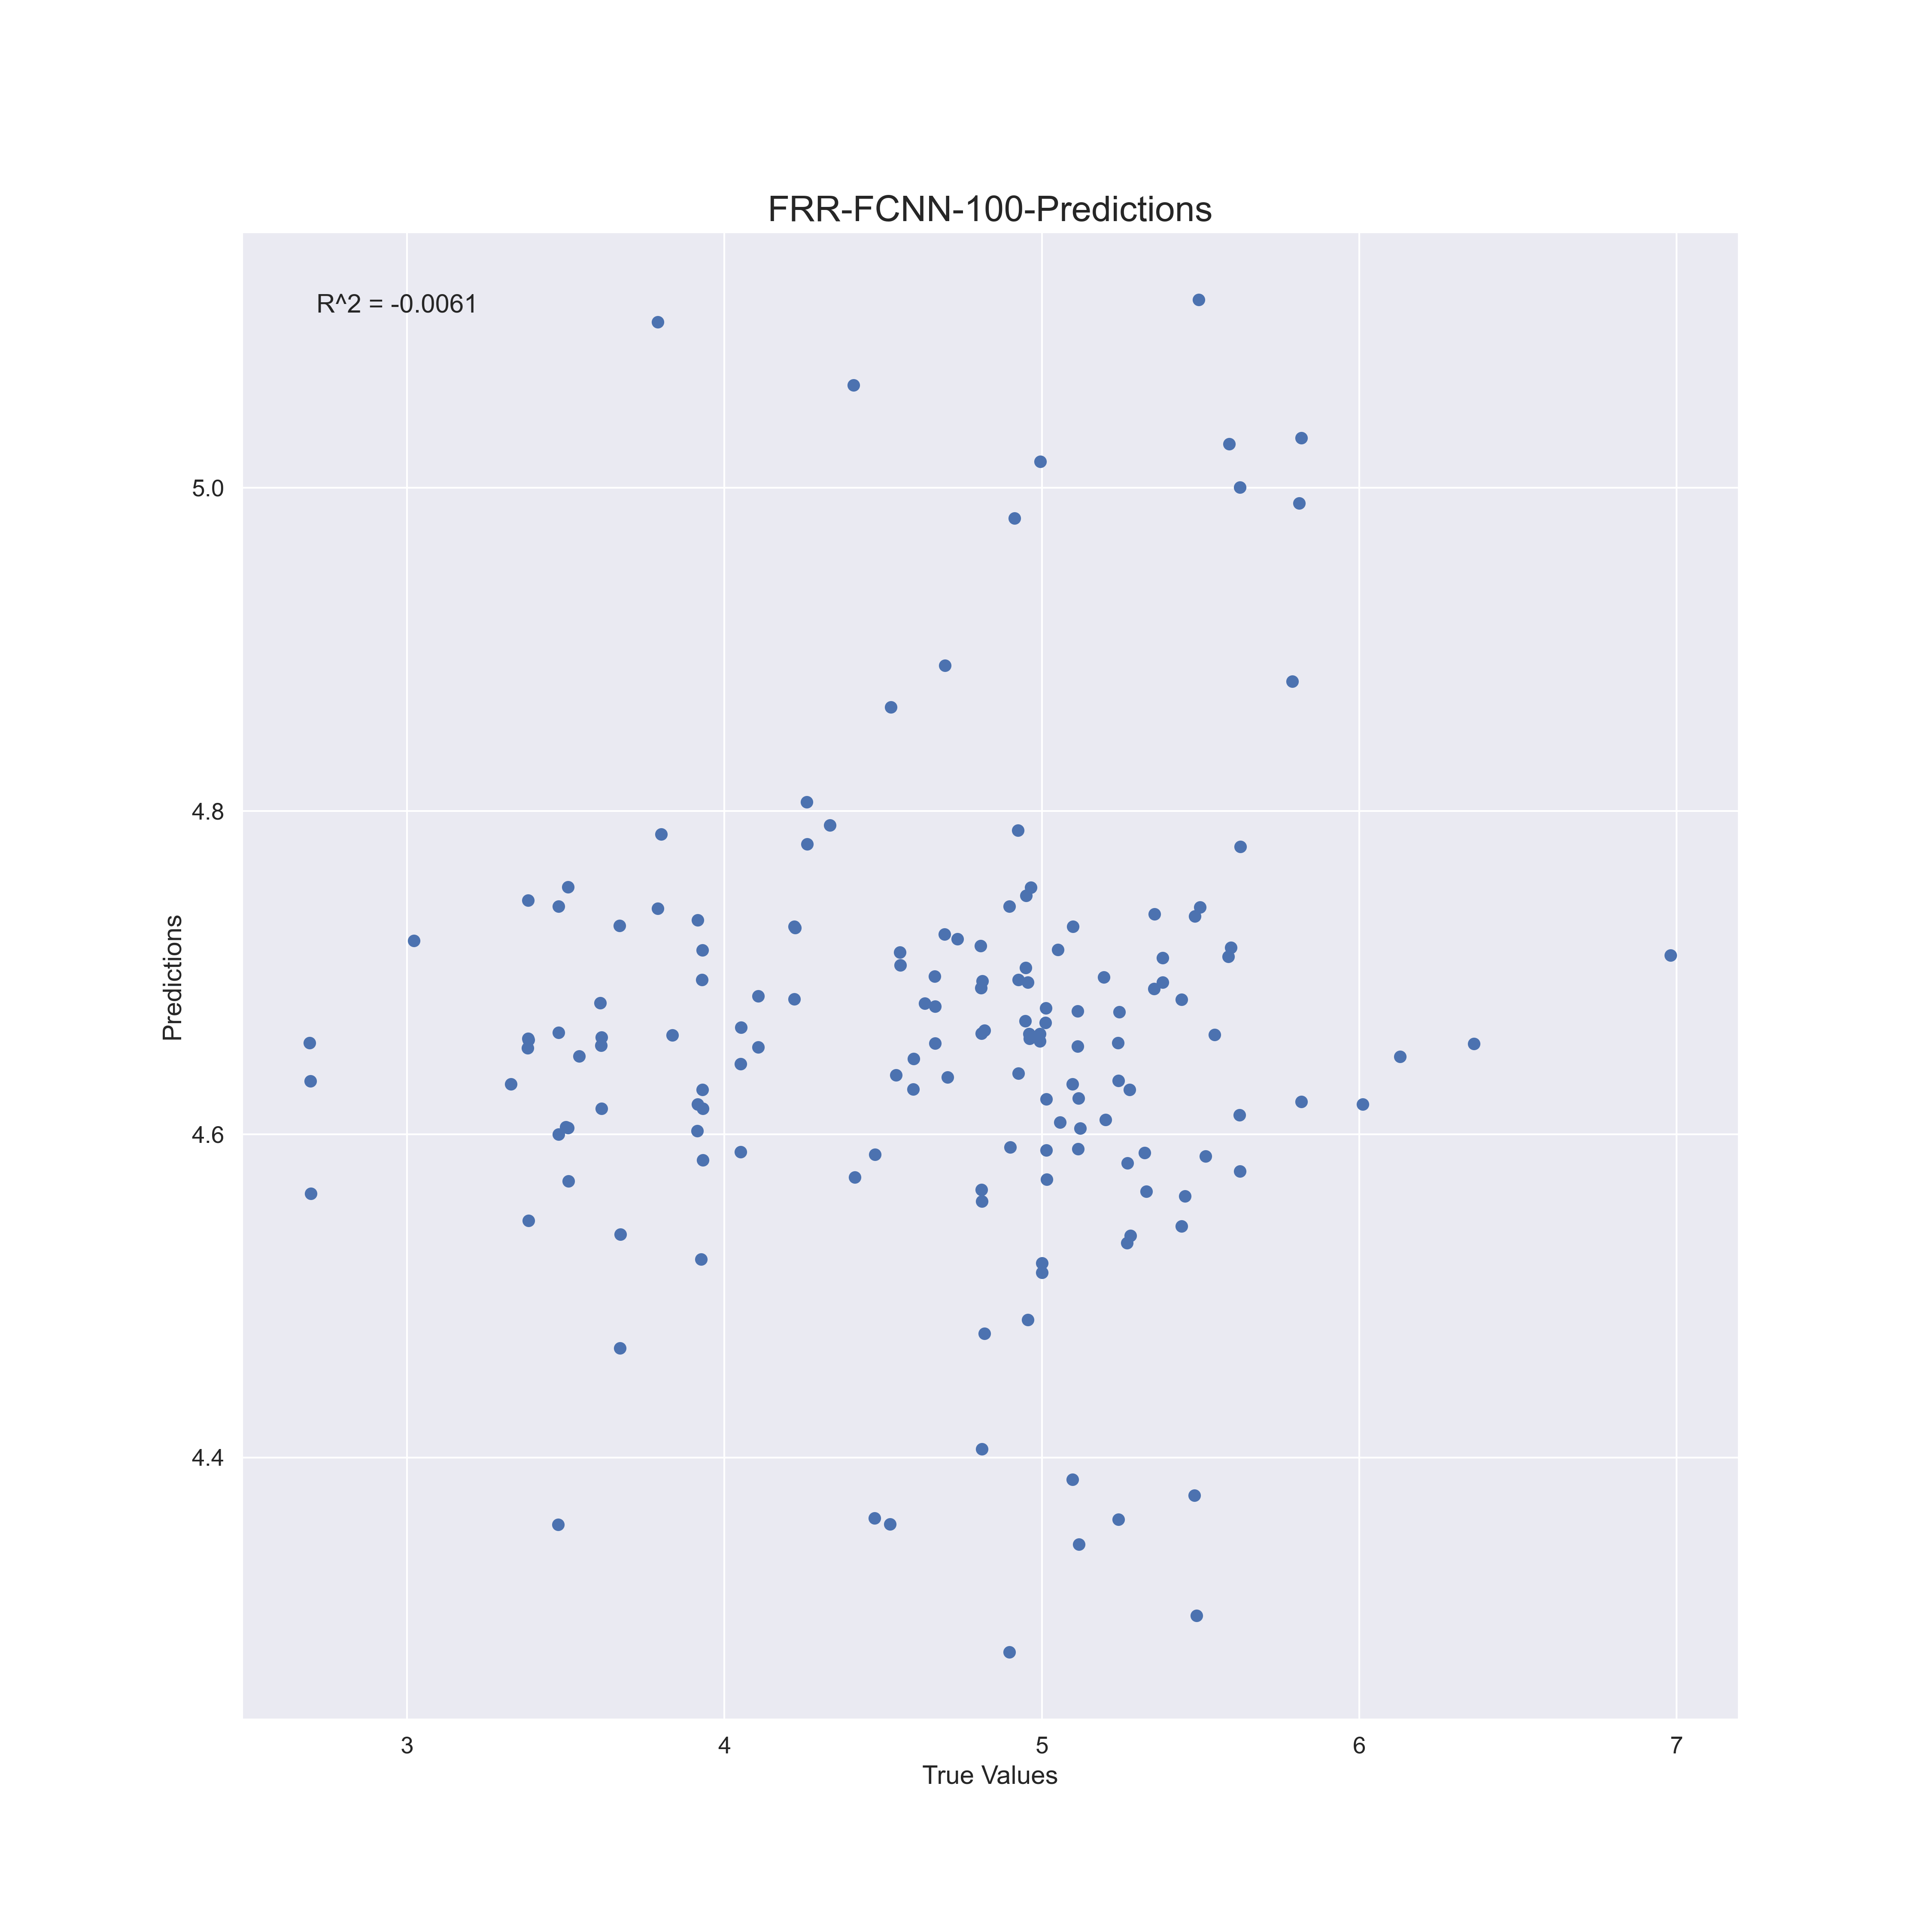 FRR-FCNN-100-Predictions
R^2 = -0.0061
5.0
4.8
4.6
4.4
Predictions
3 4 5 6 7
True Values